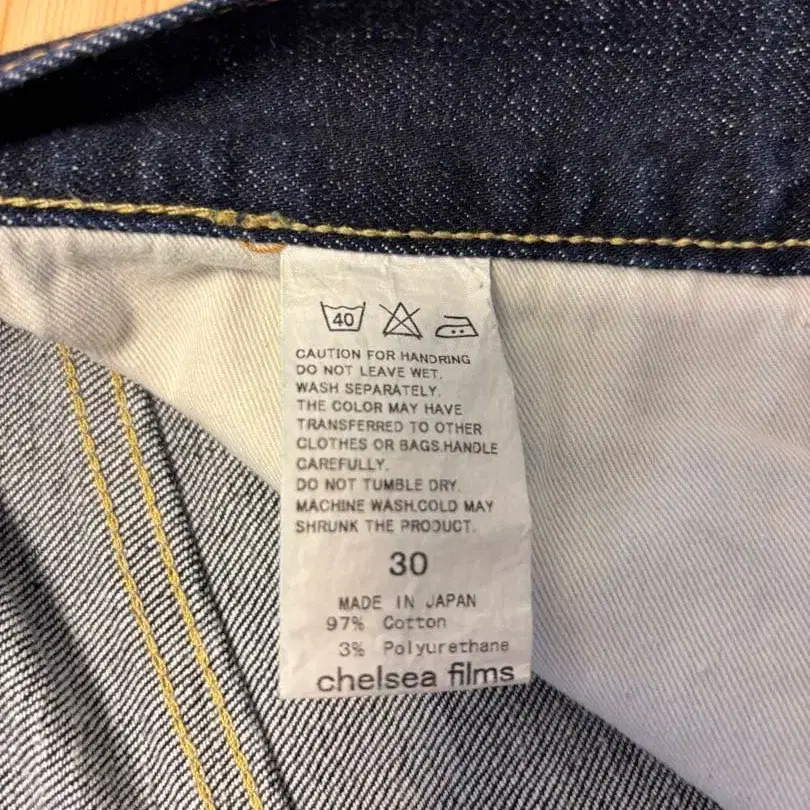 40
CAUTION FOR HANDRING
DO NOT LEAVE WET.
WASH SEPARATELY.
THE COLOR MAY HAVE
TRANSFERRED TO OTHER
CLOTHES OR BAGS.HANDLE
CAREFULLY.
DO NOT TUMBLE DRY.
MACHINE WASH.COLD MAY
SHRUNK THE PRODUCT.
30
MADE IN JAPAN
97% Cotton
3% Polyurethane
chelsea films